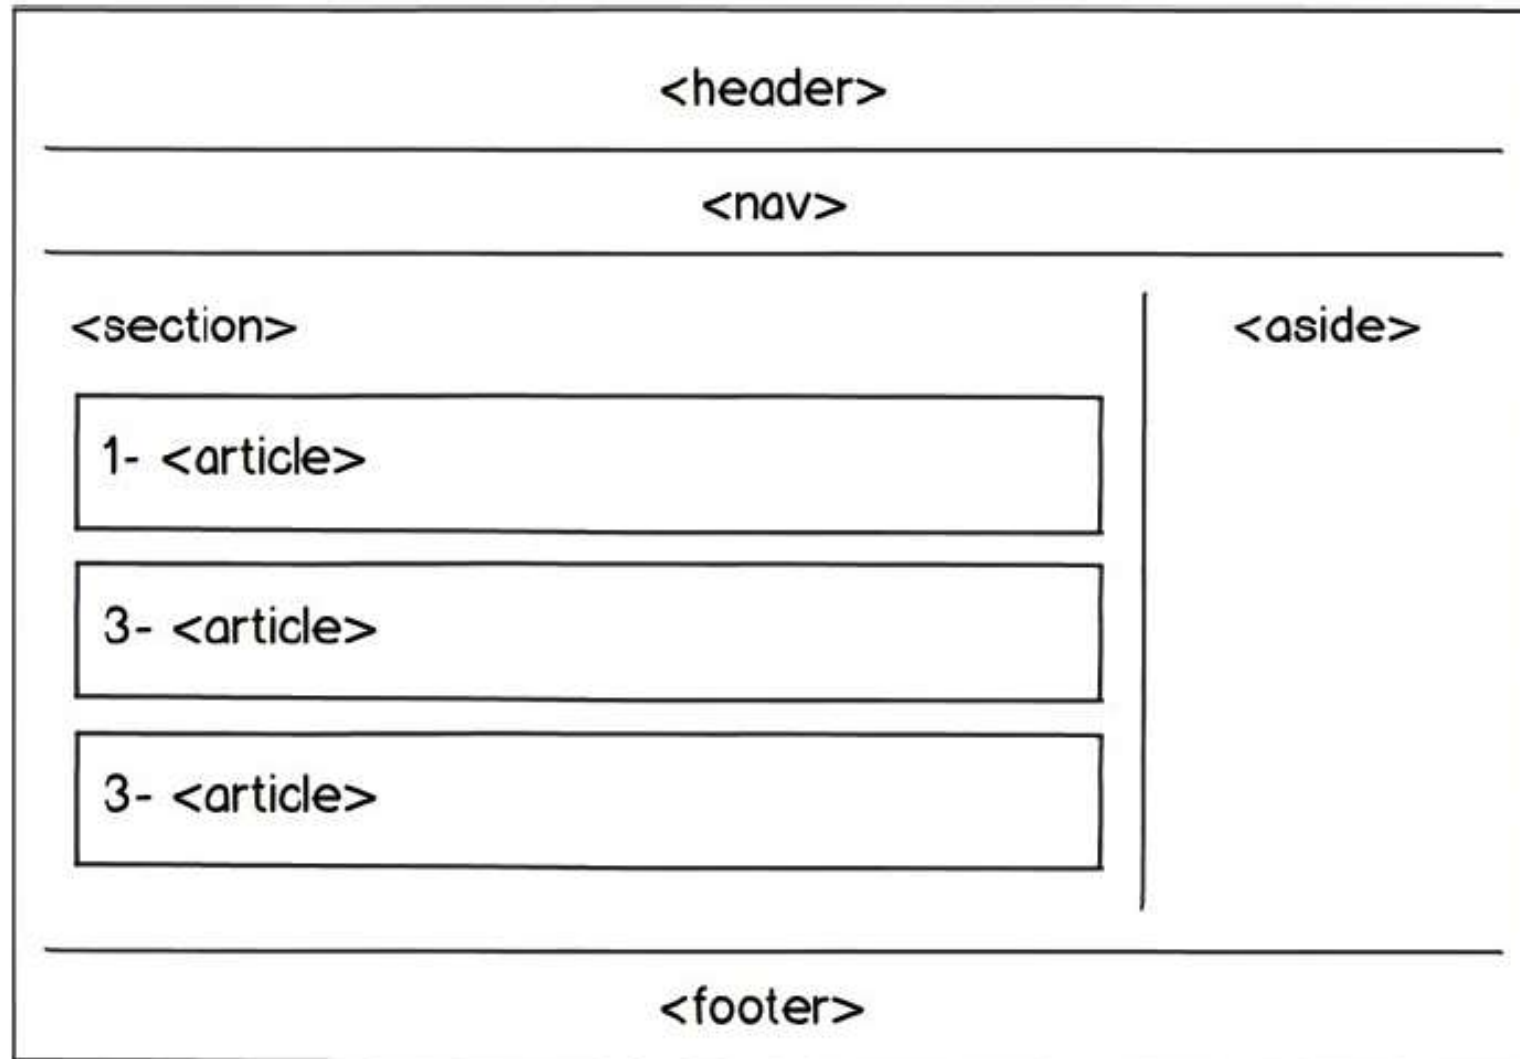 <header>
<nav>
<section>
<aside>
1- <article>
3- <article>
3- <article>
<footer>